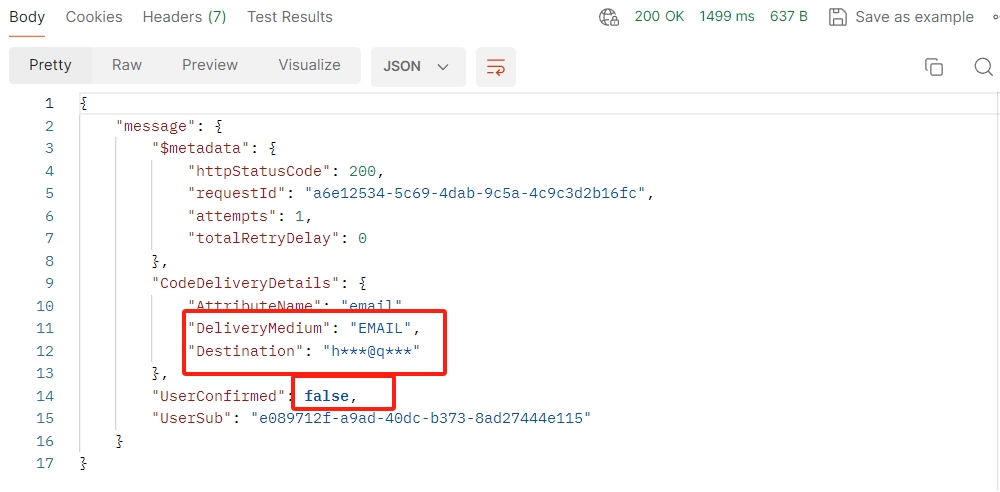 Body Cookies Headers (7) Test Results 200 OK 1499 ms 637 B Save as example
Pretty Raw Preview Visualize JSON
1 {
2 "message": {
3 "$metadata": {
4 "httpStatusCode": 200,
5 "requestId": "a6e12534-5c69-4dab-9c5a-4c9c3d2b16fc",
6 "attempts": 1,
7 "totalRetryDelay": 0
8 },
9 "CodeDeliveryDetails": {
10 "AttributeName": "email"
11 "DeliveryMedium": "EMAIL",
12 "Destination": "h***@q***"
13 },
14 "UserConfirmed": false,
15 "UserSub": "e089712f-a9ad-40dc-b373-8ad27444e115"
16 }
17 }